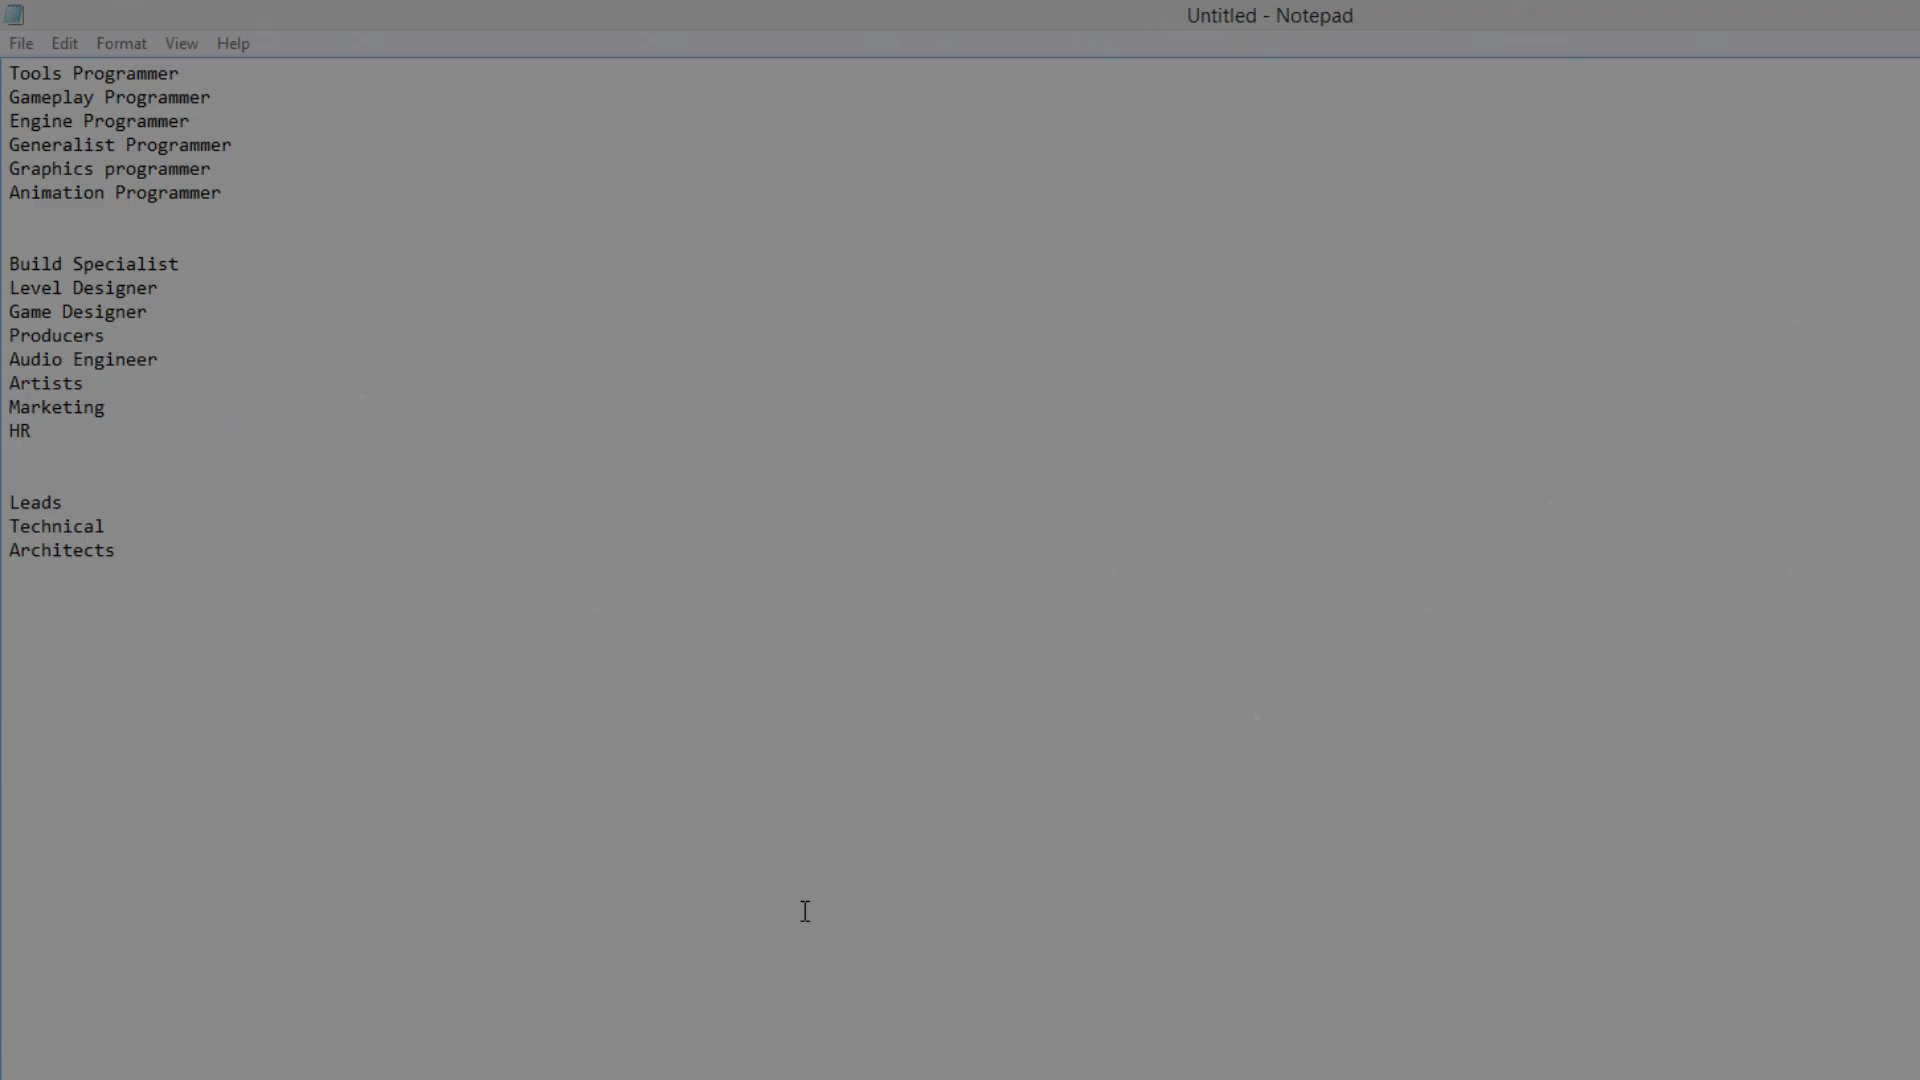 Untitled - Notepad
File Edit Format View Help
Tools Programmer
Gameplay Programmer
Engine Programmer
Generalist Programmer
Graphics programmer
Animation Programmer
Build Specialist
Level Designer
Game Designer
Producers
Audio Engineer
Artists
Marketing
HR
Leads
Technical
Architects